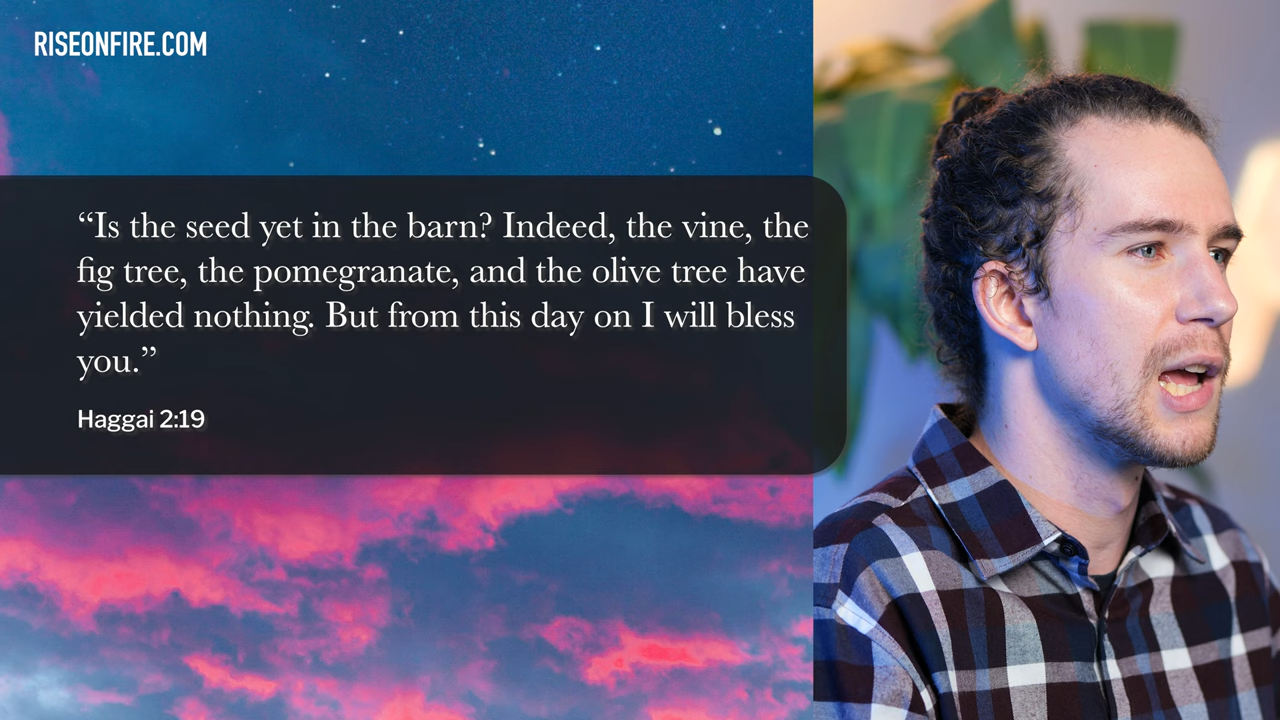 RISEONFIRE.COM
“Is the seed yet in the barn? Indeed, the vine, the
fig tree, the pomegranate, and the olive tree have
yielded nothing. But from this day on I will bless
you.”
Haggai 2:19